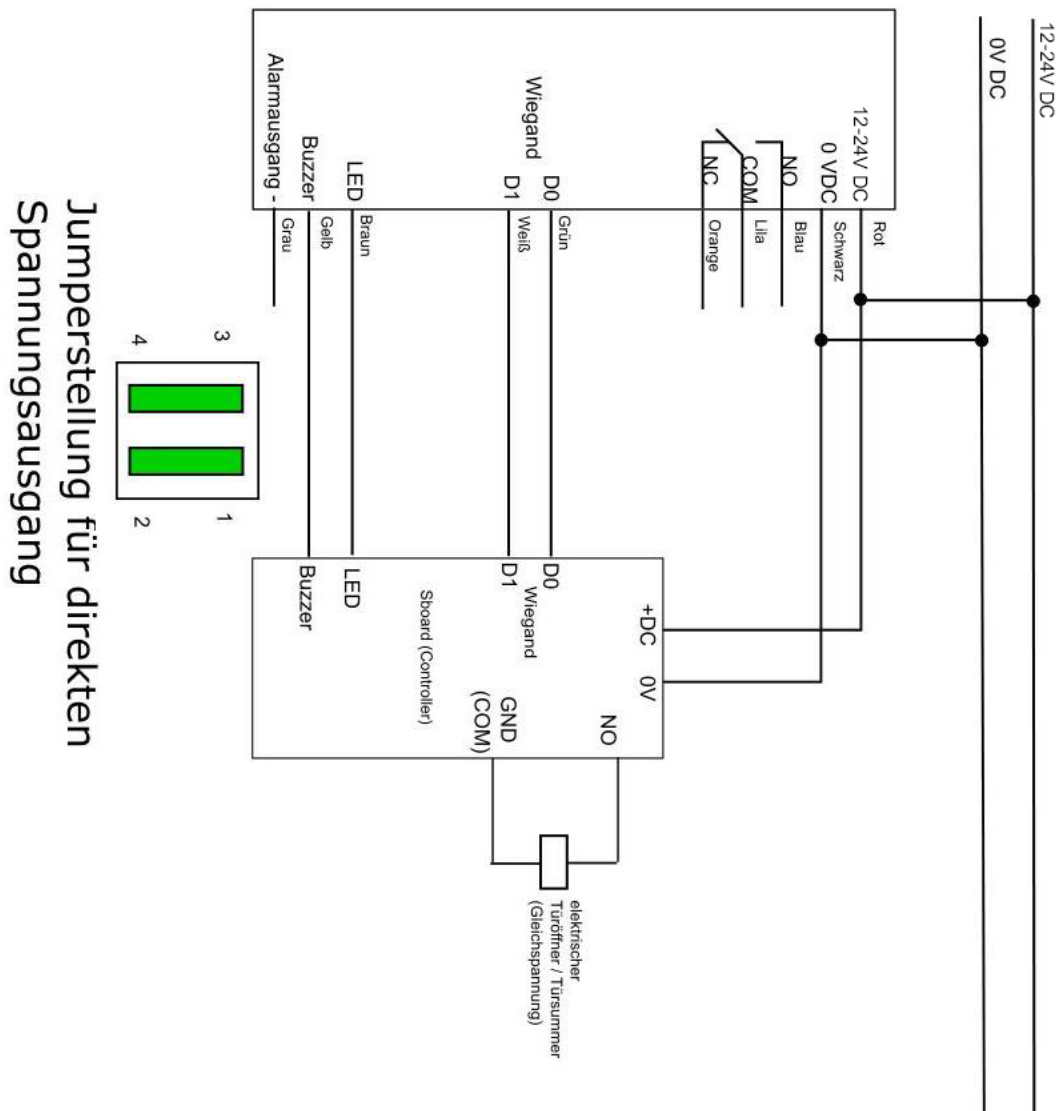 12-24V DC
0V DC
12-24V DC
0 VDC
NO
COM
NC
Wiegand
D0
D1
LED
Buzzer
Alarmausgang -
Rot
Schwarz
Blau
Lila
Orange
Grün
Weiß
Braun
Gelb
Grau
+DC
0V
NO
D0
D1
Wiegand
GND
(COM)
Sboard (Controller)
LED
Buzzer
elektrischer
Türöffner / Türsummer
(Gleichspannung)
3
1
4
2
Jumperstellung für direkten
Spannungsausgang